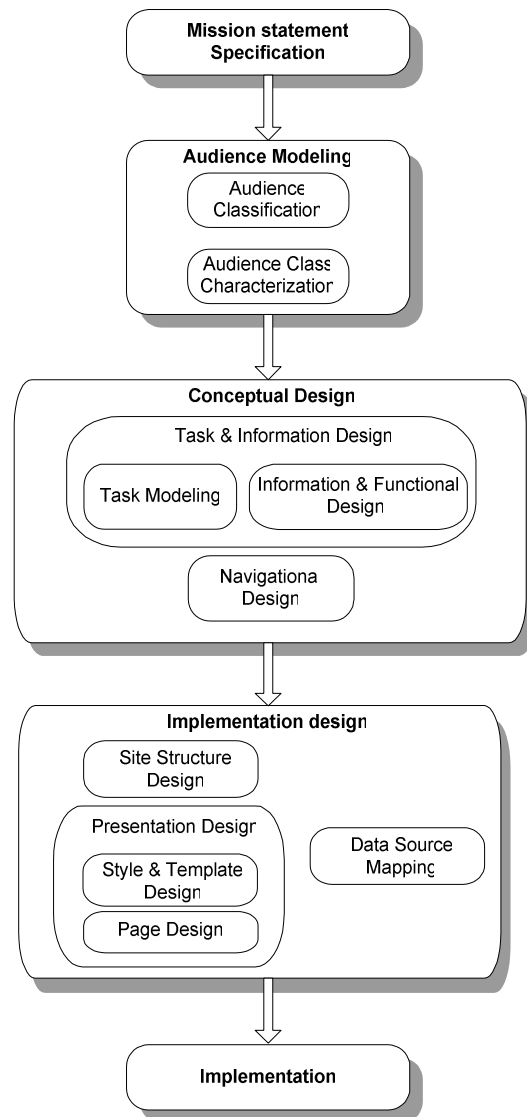 Mission statement
Specification
Audience Modeling
Audience
Classification
Audience Class
Characterization
Conceptual Design
Task & Information Design
Task Modeling
Information & Functional
Design
Navigationa
Design
Implementation design
Site Structure
Design
Presentation Design
Style & Template
Design
Page Design
Data Source
Mapping
Implementation